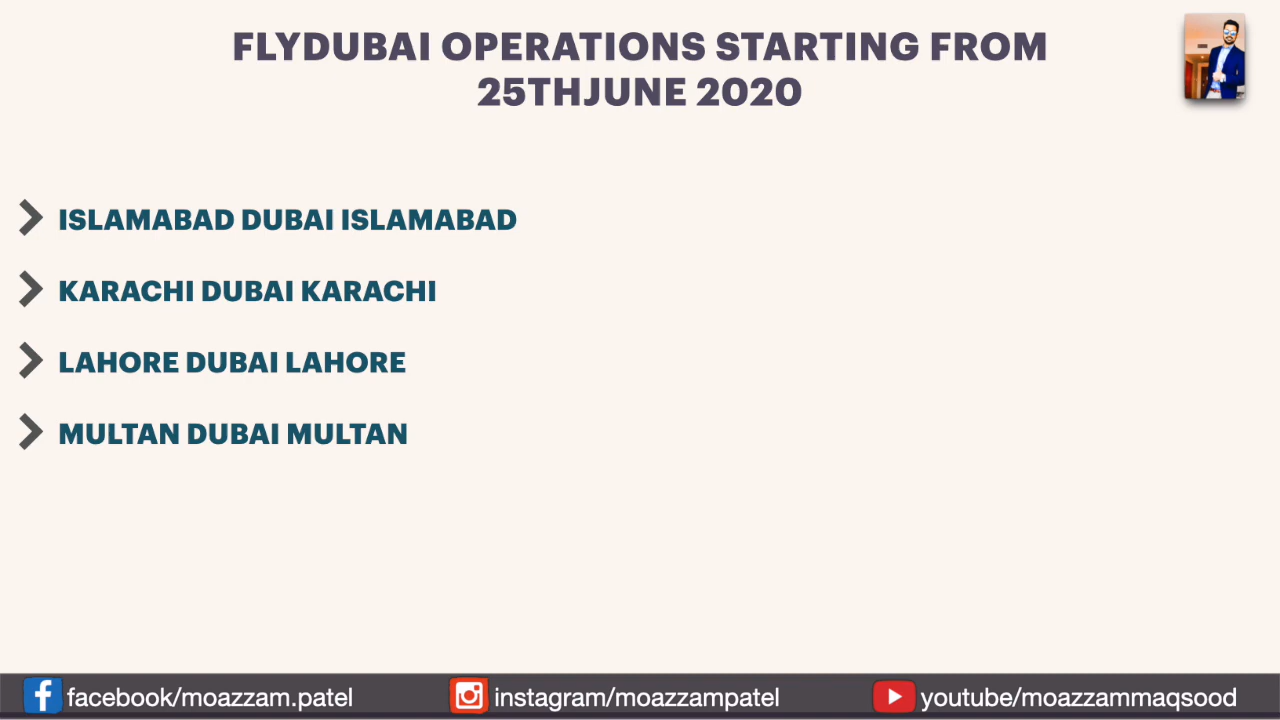 FLYDUBAI OPERATIONS STARTING FROM
25THJUNE 2020
ISLAMABAD DUBAI ISLAMABAD
KARACHI DUBAI KARACHI
LAHORE DUBAI LAHORE
MULTAN DUBAI MULTAN
facebook/moazzam.patel
instagram/moazzampatel
youtube/moazzammaqsood